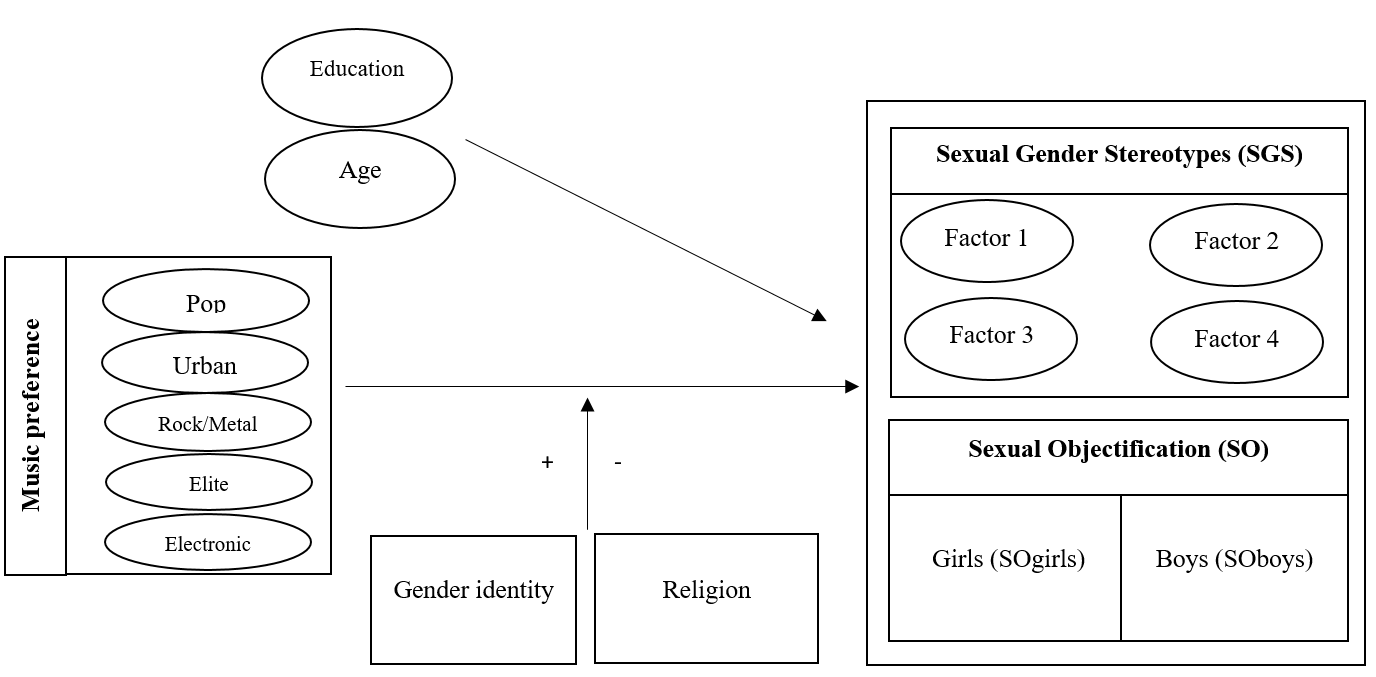 Education
Age
Music preference
Pop
Urban
Rock/Metal
Elite
Electronic
+
-
Gender identity
Religion
Sexual Gender Stereotypes (SGS)
Factor 1
Factor 2
Factor 3
Factor 4
Sexual Objectification (SO)
Girls (SOgirls)
Boys (SOboys)